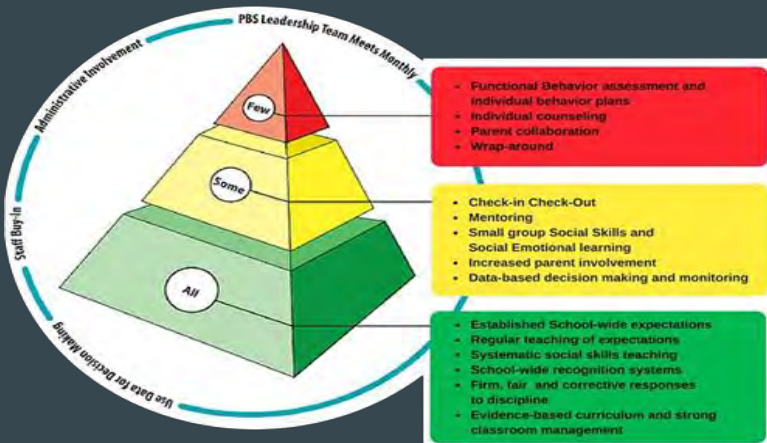 PBS Leadership Team Meets Monthly
Administrative Involvement
Staff Buy-In
Use Data for Decision Making
Few
Some
All
• Functional Behavior assessment and
Individual behavior plans
• Individual counseling
• Parent collaboration
• Wrap-around
• Check-in Check-Out
• Mentoring
• Small group Social Skills and
Social Emotional learning
• Increased parent involvement
• Data-based decision making and monitoring
• Established School-wide expectations
• Regular teaching of expectations
• Systematic social skills teaching
• School-wide recognition systems
• Firm, fair and corrective responses
to discipline
• Evidence-based curriculum and strong
classroom management